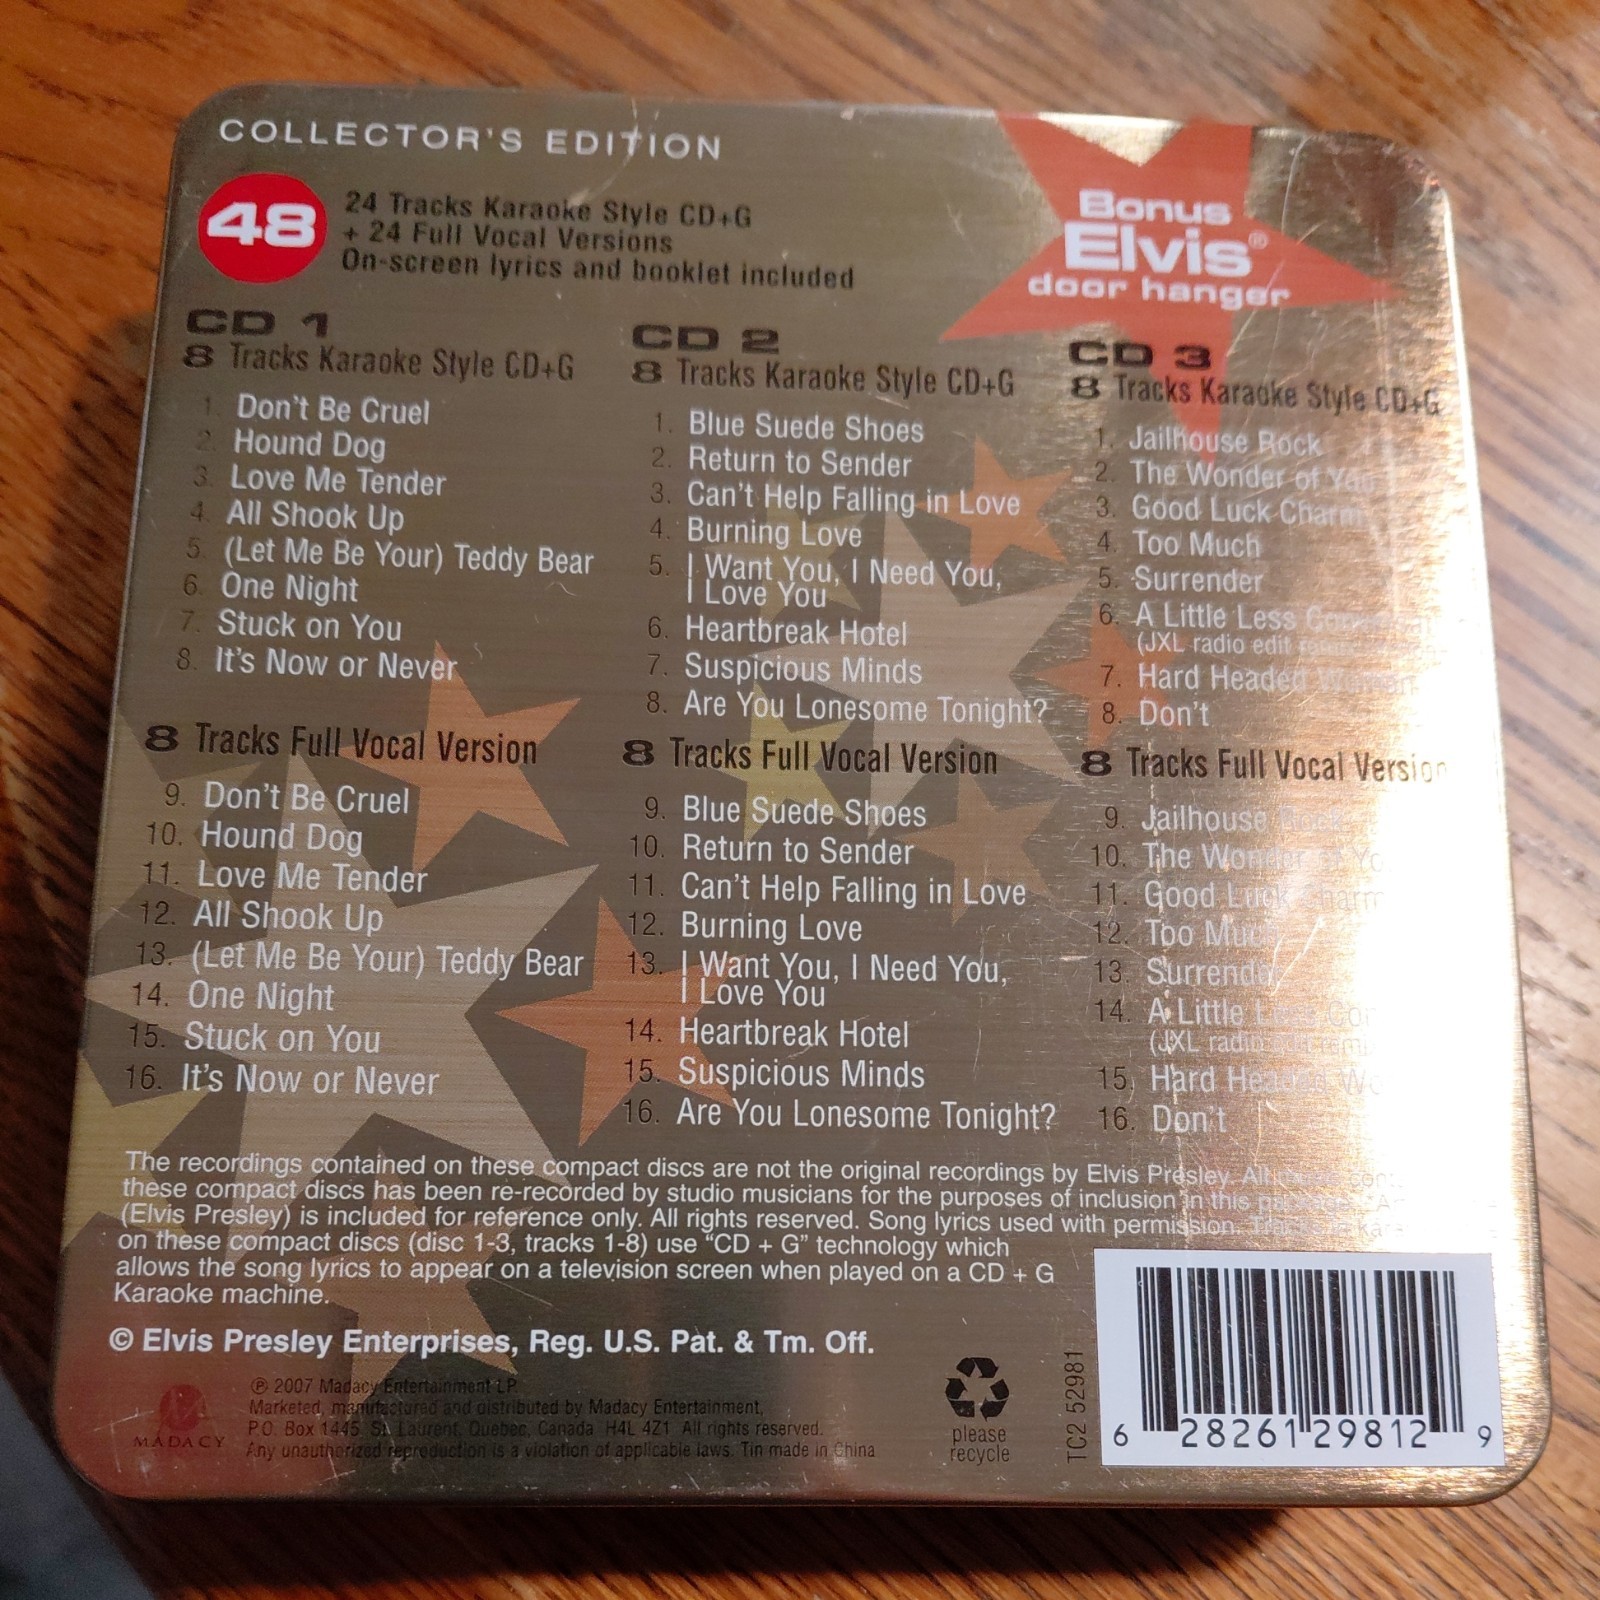 COLLECTOR'S EDITION
48
24 Tracks Karaoke Style CD+G
+ 24 Full Vocal Versions
On-screen lyrics and booklet included
Bonus
Elvis®
door hanger
CD 1
8 Tracks Karaoke Style CD+G
1. Don't Be Cruel
2. Hound Dog
3. Love Me Tender
4. All Shook Up
5. (Let Me Be Your) Teddy Bear
6. One Night
7. Stuck on You
8. It's Now or Never
8 Tracks Full Vocal Version
9. Don't Be Cruel
10. Hound Dog
11. Love Me Tender
12. All Shook Up
13. (Let Me Be Your) Teddy Bear
14. One Night
15. Stuck on You
16. It's Now or Never
CD 2
8 Tracks Karaoke Style CD+G
1. Blue Suede Shoes
2. Return to Sender
3. Can't Help Falling in Love
4. Burning Love
5. I Want You, I Need You,
I Love You
6. Heartbreak Hotel
7. Suspicious Minds
8. Are You Lonesome Tonight?
8 Tracks Full Vocal Version
9. Blue Suede Shoes
10. Return to Sender
11. Can't Help Falling in Love
12. Burning Love
13. I Want You, I Need You,
I Love You
14. Heartbreak Hotel
15. Suspicious Minds
16. Are You Lonesome Tonight?
CD 3
8 Tracks Karaoke Style CD+G
1. Jailhouse Rock
2. The Wonder of You
3. Good Luck Charm
4. Too Much
5. Surrender
6. A Little Less
(JXL radio edit
7. Hard Headed Woman
8. Don't
8 Tracks Full Vocal Version
9. Jailhouse Rock
10. The Wonder of
11. Good Luck Charm
12. Too Much
13. Surrender
14. A Little Less
(JXL radio edit
15. Hard Headed
16. Don't
The recordings contained on these compact discs are not the original recordings by Elvis Presley. All
these compact discs has been re-recorded by studio musicians for the purposes of inclusion in this package.
(Elvis Presley) is included for reference only. All rights reserved. Song lyrics used with permission.
on these compact discs (disc 1-3, tracks 1-8) use "CD + G" technology which
allows the song lyrics to appear on a television screen when played on a CD + G
Karaoke machine.
© Elvis Presley Enterprises, Reg. U.S. Pat. & Tm. Off.
MADACY
℗ 2007 Madacy Entertainment LP
Marketed, manufactured and distributed by Madacy Entertainment,
P.O. Box 1445, St. Laurent, Quebec, Canada H4L 4Z1 All rights reserved.
Any unauthorized reproduction is a violation of applicable laws. Tin made in China
please
recycle
TC2 52981
6 28261 29812 9